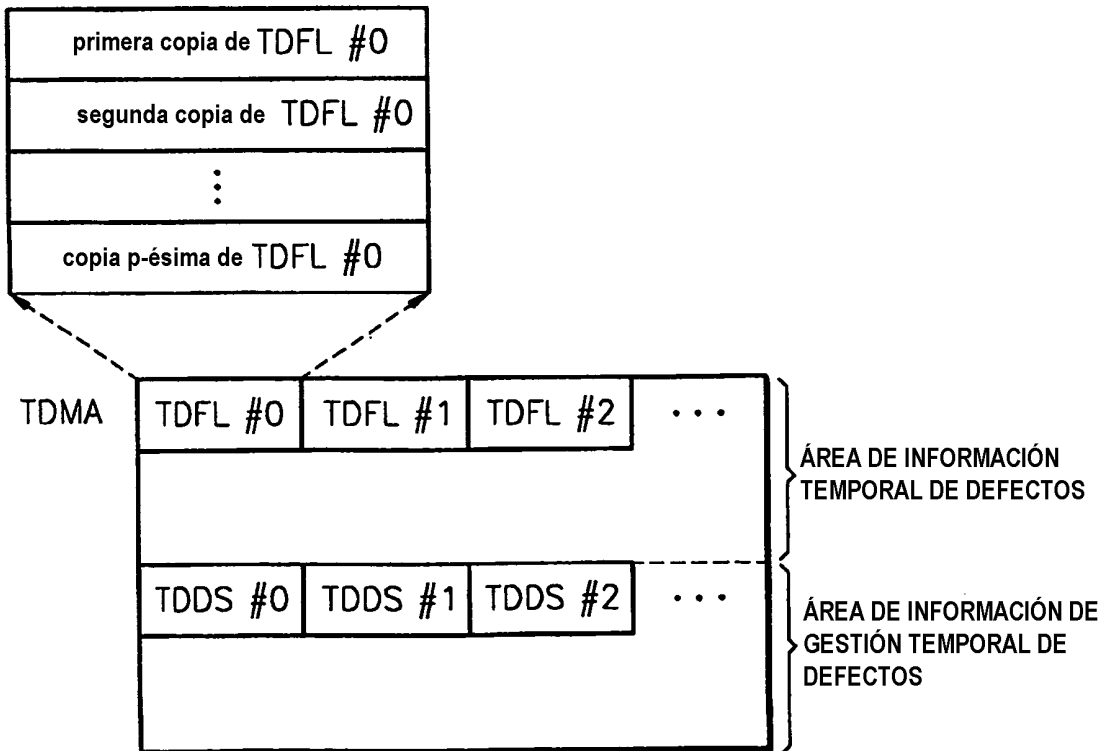 primera copia de TDFL #0
segunda copia de TDFL #0
⋮
copia p-ésima de TDFL #0
TDMA
TDFL #0 TDFL #1 TDFL #2 ...
ÁREA DE INFORMACIÓN
TEMPORAL DE DEFECTOS
TDDS #0 TDDS #1 TDDS #2 ...
ÁREA DE INFORMACIÓN DE
GESTIÓN TEMPORAL DE
DEFECTOS